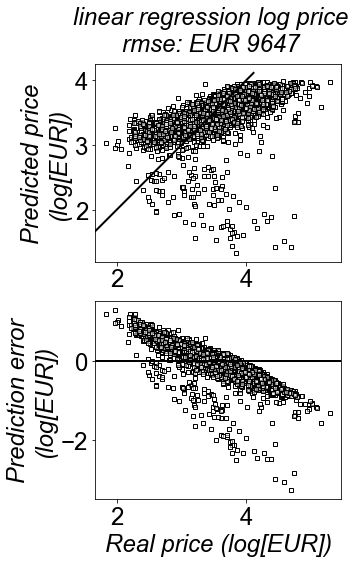 linear regression log price
rmse: EUR 9647
Predicted price
(log[EUR])
4
3
2
2 4
Prediction error
(log[EUR])
0
−2
2 4
Real price (log[EUR])